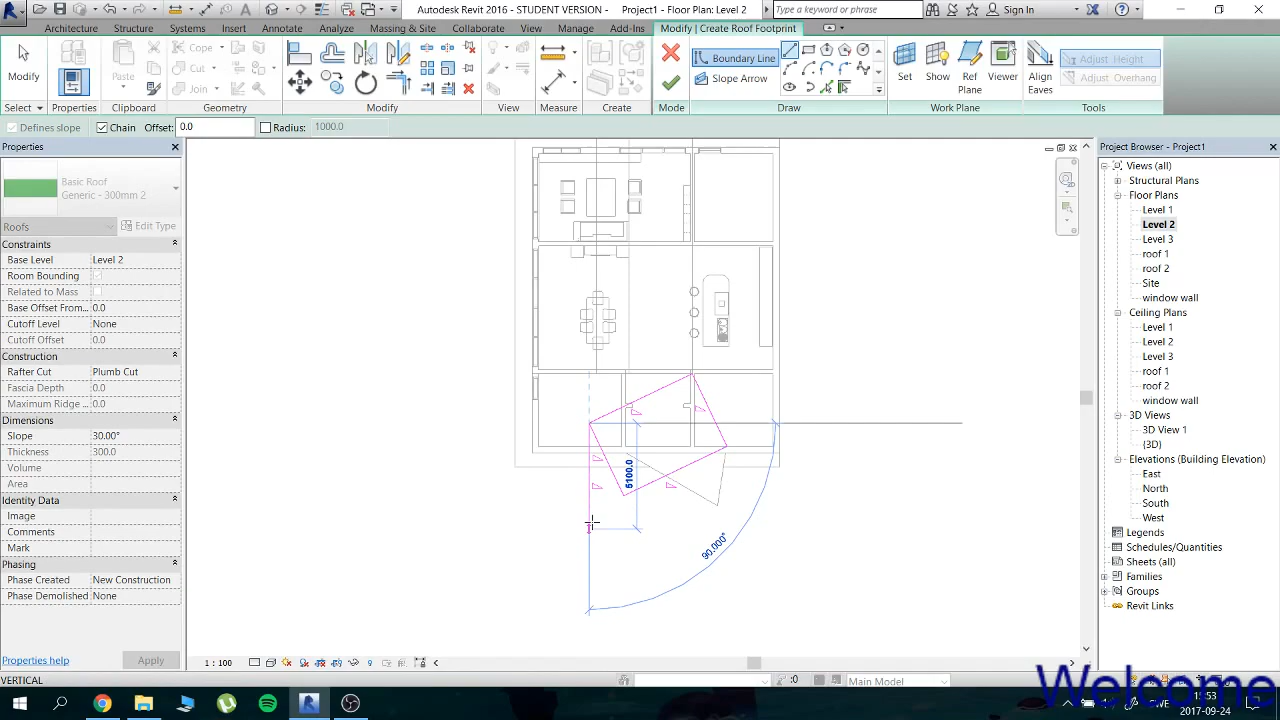 Autodesk Revit 2016 - STUDENT VERSION - Project1 - Floor Plan: Level 2
Type a keyword or phrase
Sign In
Architecture Structure Systems Insert Annotate Analyze Massing & Site Collaborate View Manage Add-Ins Modify | Create Roof Footprint
Modify
Properties
Paste
Cope
Cut
Join
Boundary Line
Slope Arrow
Set
Show
Ref Plane
Viewer
Align Eaves
Adjust Height
Adjust Overhang
Select Properties Clipboard Geometry Modify View Measure Create Mode Draw Work Plane Tools
Defines slope Chain Offset: 0.0 Radius: 1000.0
Properties
Basic Roof
Generic - 300mm 2
Roofs Edit Type
Constraints
Base Level Level 2
Room Bounding
Related to Mass
Base Offset From... 0.0
Cutoff Level None
Cutoff Offset 0.0
Construction
Rafter Cut Plumb Cut
Fascia Depth 0.0
Maximum Ridge ... 0.0
Dimensions
Slope 30.00°
Thickness 300.0
Volume
Area
Identity Data
Image
Comments
Mark
Phasing
Phase Created New Construction
Phase Demolished None
Properties help Apply
5100.0
90.000°
1 : 100
Project Browser - Project1
Views (all)
Structural Plans
Floor Plans
Level 1
Level 2
Level 3
roof 1
roof 2
Site
window wall
Ceiling Plans
Level 1
Level 2
Level 3
roof 1
roof 2
window wall
3D Views
3D View 1
{3D}
Elevations (Building Elevation)
East
North
South
West
Legends
Schedules/Quantities
Sheets (all)
Families
Groups
Revit Links
VERTICAL
:0
Main Model
Welcome
15:53
SWE
2017-09-24